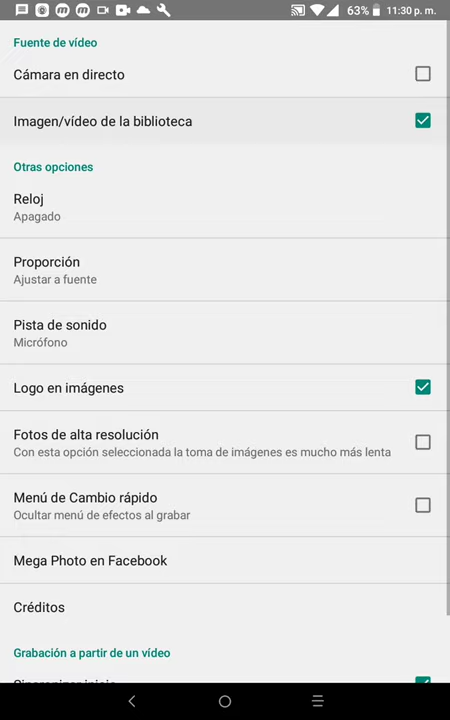 63% 11:30 p. m.
Fuente de vídeo
Cámara en directo
Imagen/vídeo de la biblioteca
Otras opciones
Reloj
Apagado
Proporción
Ajustar a fuente
Pista de sonido
Micrófono
Logo en imágenes
Fotos de alta resolución
Con esta opción seleccionada la toma de imágenes es mucho más lenta
Menú de Cambio rápido
Ocultar menú de efectos al grabar
Mega Photo en Facebook
Créditos
Grabación a partir de un vídeo
Sincronizar inicio